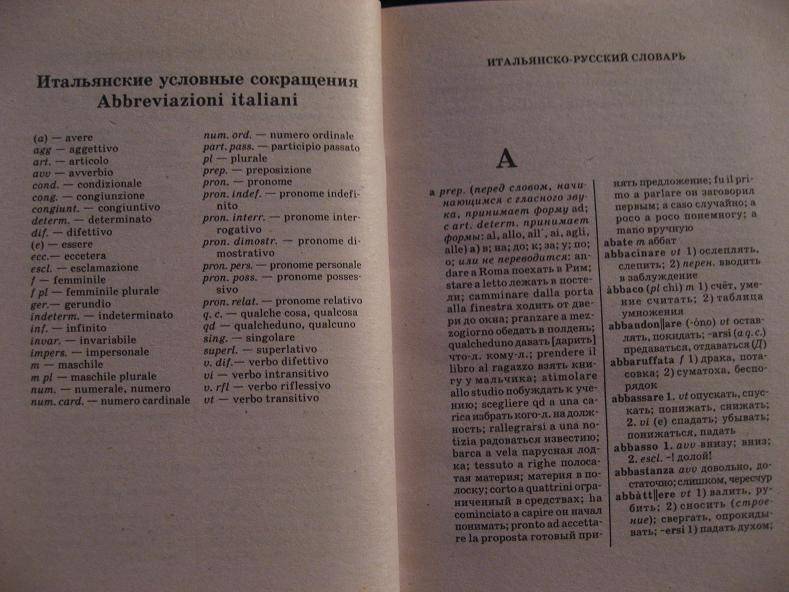 Итальянские условные сокращения
Abbreviazioni italiani
(a) — avere
agg — aggettivo
art. — articolo
avv — avverbio
cond. — condizionale
cong. — congiunzione
congiunt. — congiuntivo
determ. — determinato
dif. — difettivo
(e) — essere
ecc.— eccetera
escl. — esclamazione
f — femminile
f pl — femminile plurale
ger.— gerundio
indeterm. — indeterminato
inf. — infinito
invar. — invariabile
impers. — impersonale
m — maschile
m pl — maschile plurale
num. — numerale, numero
num. card. — numero cardinale
num. ord. — numero ordinale
part. pass. — participio passato
pl — plurale
prep. — preposizione
pron. — pronome
pron. indef. — pronome indefi-
nito
pron. interr. — pronome inter-
rogativo
pron. dimostr. — pronome di-
mostrativo
pron. pers. — pronome personale
pron. poss. — pronome posses-
sivo
pron. relat. — pronome relativo
q. c. — qualche cosa, qualcosa
qd — qualcheduno, qualcuno
sing. — singolare
superl. — superlativo
v. dif.— verbo difettivo
vi — verbo intransitivo
v. rfl — verbo riflessivo
vt — verbo transitivo
ИТАЛЬЯНСКО-РУССКИЙ СЛОВАРЬ
A
a prep. (перед словом, начи-
нающимся с гласного зву-
ка, принимает форму ad;
с art. determ. принимает
формы: al, allo, all', ai, agli,
alle) а) в; на; до; к; за; у; по;
о; или не переводится: an-
dare a Roma поехать в Рим;
stare a letto лежать в посте-
ли; camminare dalla porta
alla finestra ходить от две-
ри до окна; pranzare a mez-
zogiorno обедать в полдень;
qualcheduno давать [дарить]
что-л. кому-л.; prendere il
libro al ragazzo взять кни-
гу у мальчика; stimolare
allo studio побуждать к уче-
нию; scegliere qd a una ca-
rica избрать кого-л. на долж-
ность; rallegrarsi a una no-
tizia радоваться известию;
barca a vela парусная лод-
ка; tessuto a righe полоса-
тая материя; материя в по-
лоску; corto a quattrini огра-
ниченный в средствах; ha
cominciato a capire он начал
понимать; pronto ad accetta-
re la proposta готовый при-
нять предложение; fu il pri-
mo a parlare он заговорил
первым; a caso случайно; a
poco a poco понемногу; a
mano вручную
abate m аббат
abbacinare vt 1) ослеплять,
слепить; 2) перен. вводить
в заблуждение
àbbaco (pl chi) m 1) счёт, уме-
ние считать; 2) таблица
умножения
abbandon||are (-óno) vt остав-
лять, покидать; -arsi (a q. c.)
предаваться, отдаваться (Д)
abbaruffata f 1) драка, пота-
совка; 2) суматоха, беспо-
рядок
abbassare 1. vt опускать, спус-
кать; понижать, снижать;
2. vi (e) спадать; убывать;
понижаться, падать
abbasso 1. avv внизу; вниз;
2. escl. -! долой!
abbastanza avv довольно, до-
статочно; слишком, чересчур
abbàtt||ere vt 1) валить, ру-
бить; 2) сносить (строе-
ние); свергать, опрокиды-
вать; -ersi 1) падать духом;